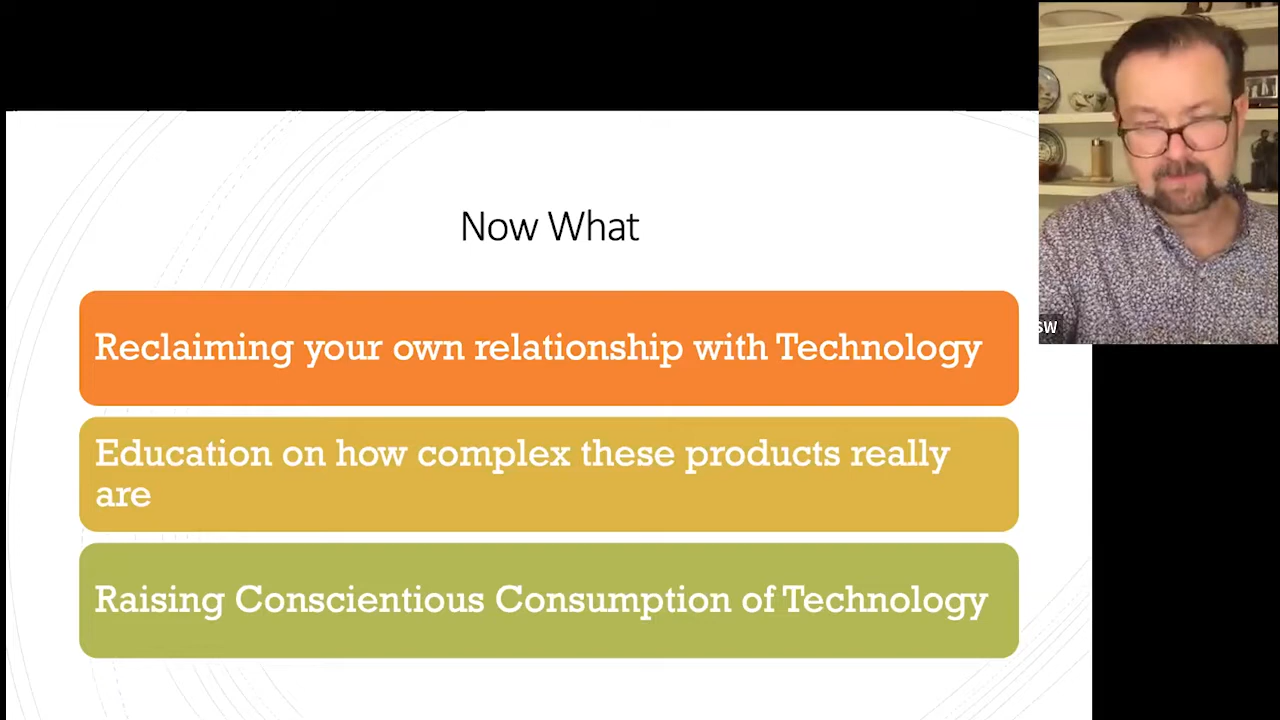 Now What
Reclaiming your own relationship with Technology
Education on how complex these products really
are
Raising Conscientious Consumption of Technology
SW